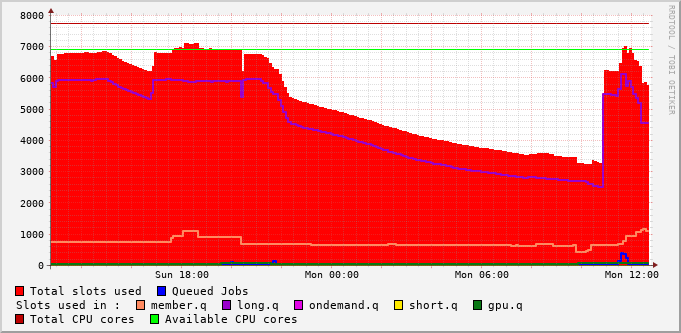 8000
7000
6000
5000
4000
3000
2000
1000
0
Sun 18:00 Mon 00:00 Mon 06:00 Mon 12:00
RRDTOOL / TOBI OETIKER
Total slots used Queued Jobs
Slots used in : member.q long.q ondemand.q short.q gpu.q
Total CPU cores Available CPU cores